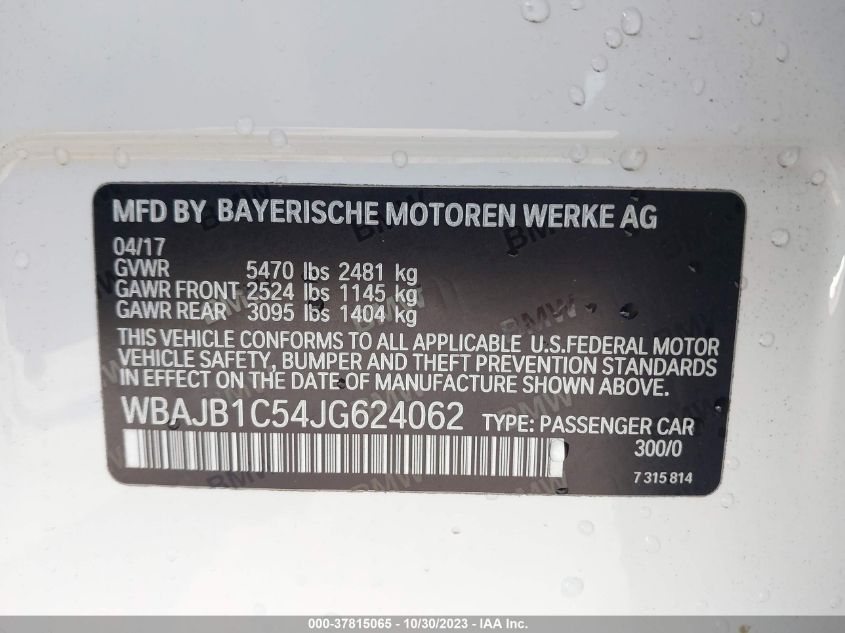 MFD BY BAYERISCHE MOTOREN WERKE AG
04/17
GVWR 5470 lbs 2481 kg
GAWR FRONT 2524 lbs 1145 kg
GAWR REAR 3095 lbs 1404 kg
THIS VEHICLE CONFORMS TO ALL APPLICABLE U.S.FEDERAL MOTOR
VEHICLE SAFETY, BUMPER AND THEFT PREVENTION STANDARDS
IN EFFECT ON THE DATE OF MANUFACTURE SHOWN ABOVE.
WBAJB1C54JG624062 TYPE: PASSENGER CAR
300/0
7 315 814
000-37815065 - 10/30/2023 - IAA Inc.